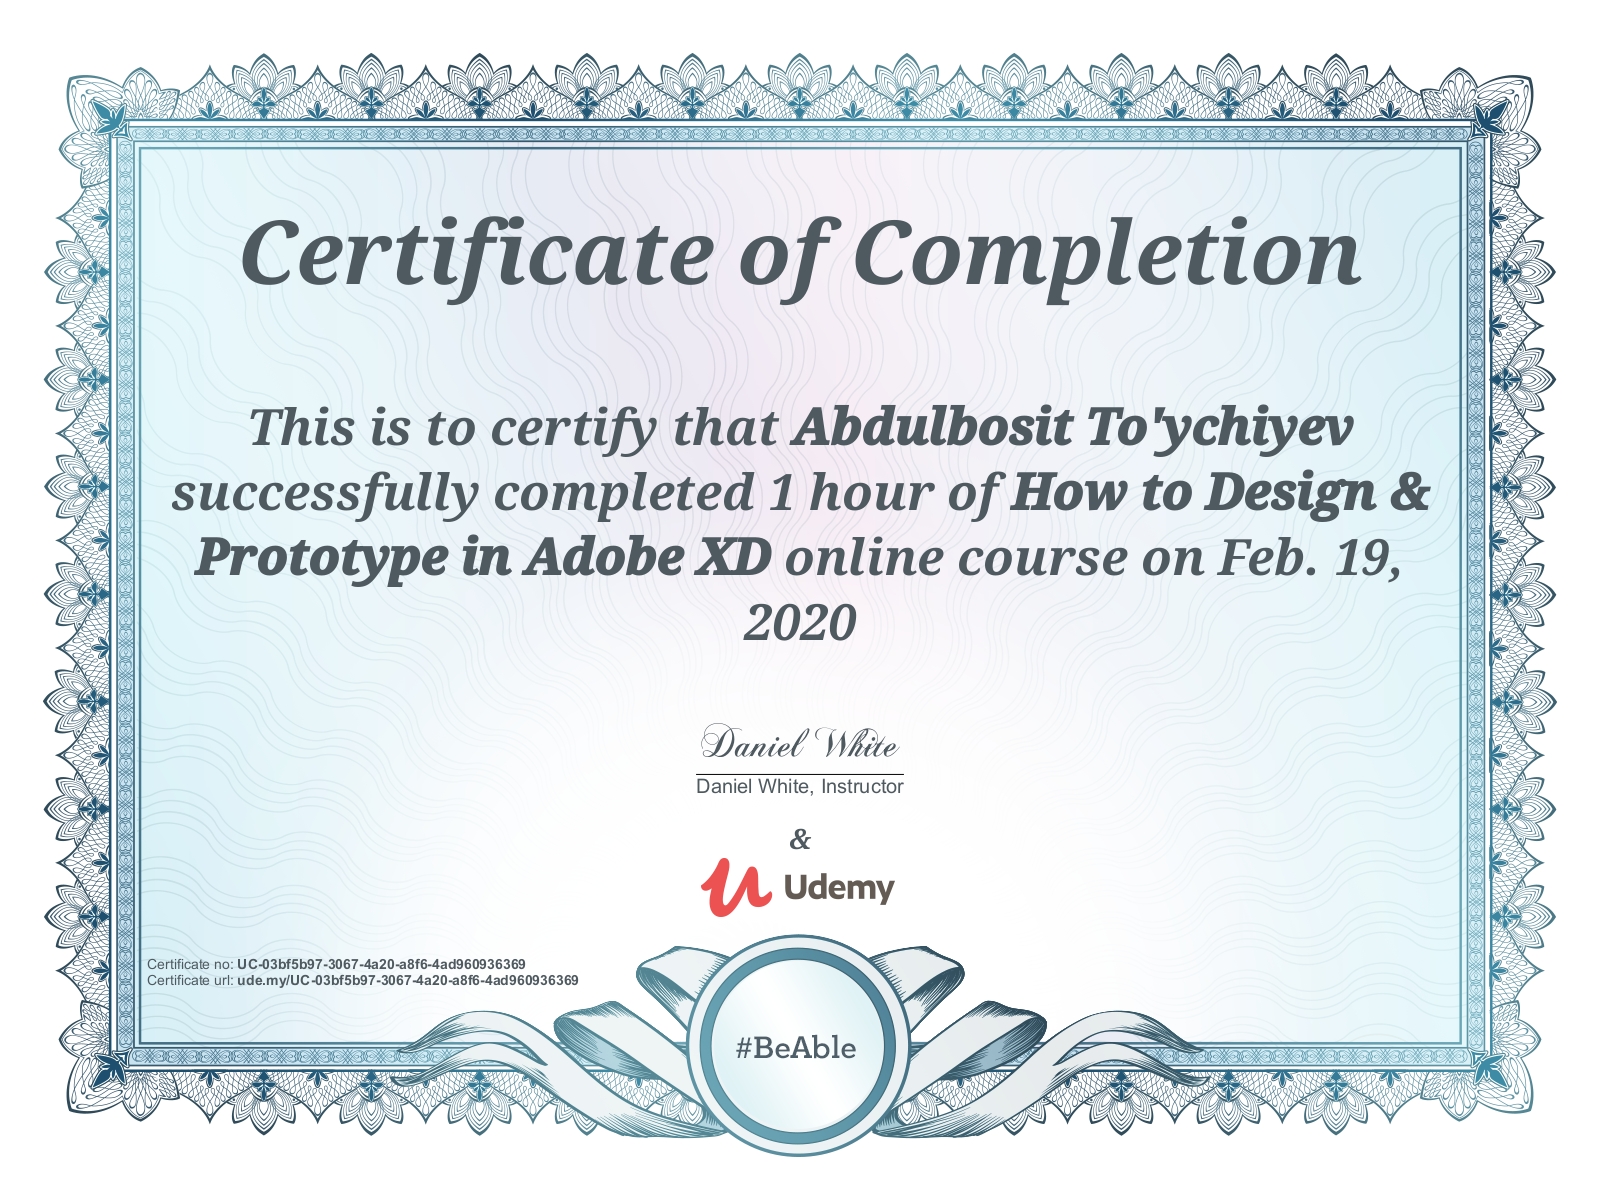 Certificate of Completion
This is to certify that Abdulbosit To'ychiyev
successfully completed 1 hour of How to Design &
Prototype in Adobe XD online course on Feb. 19,
2020
Daniel White
Daniel White, Instructor
&
Udemy
Certificate no: UC-03bf5b97-3067-4a20-a8f6-4ad960936369
Certificate url: ude.my/UC-03bf5b97-3067-4a20-a8f6-4ad960936369
#BeAble